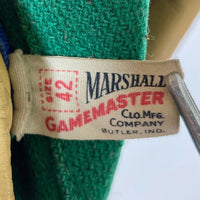 SIZE
42
MARSHALL
GAMEMASTER
CLO. MFG.
COMPANY
BUTLER, IND.